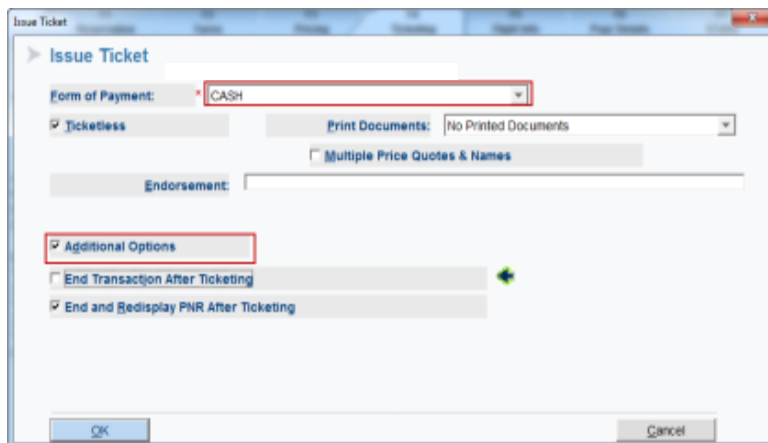 Issue Ticket
Issue Ticket
Form of Payment: * CASH
Ticketless Print Documents: No Printed Documents
Multiple Price Quotes & Names
Endorsement:
Additional Options
End Transaction After Ticketing
End and Redisplay PNR After Ticketing
OK Cancel